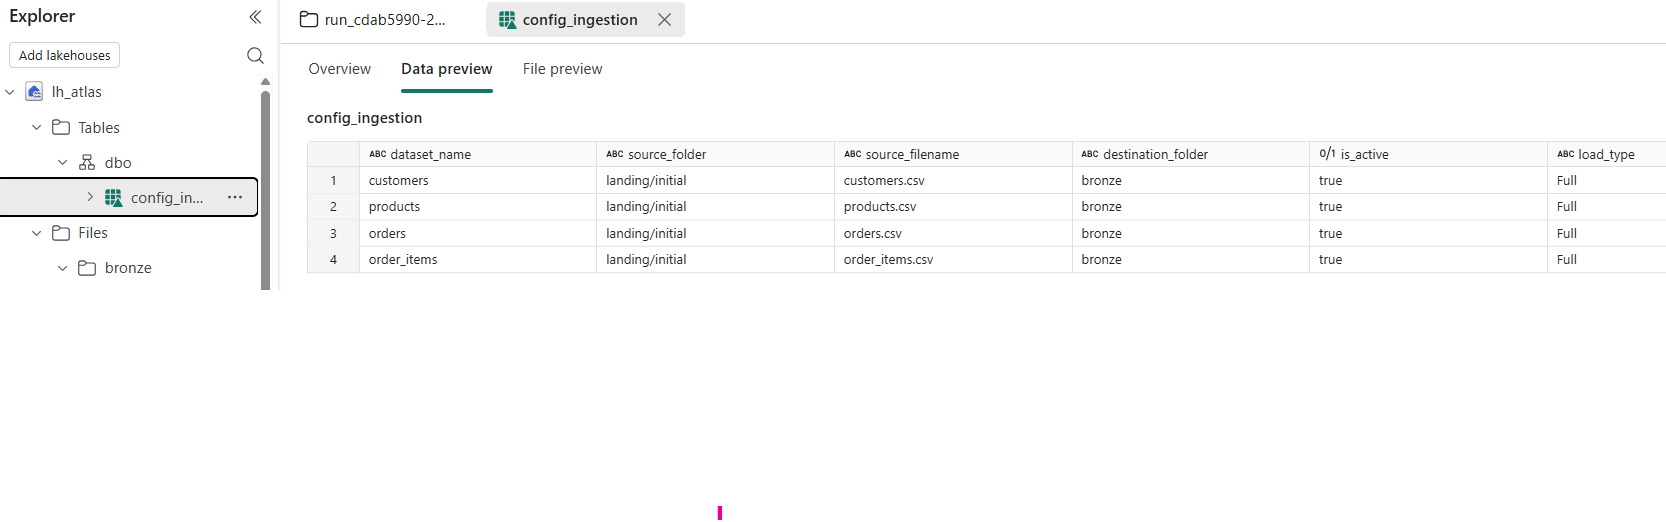 Explorer
Add lakehouses
lh_atlas
Tables
dbo
config_in...
Files
bronze
run_cdab5990-2...
config_ingestion
Overview Data preview File preview
config_ingestion
ABC dataset_name ABC source_folder ABC source_filename ABC destination_folder 0/1 is_active ABC load_type
1 customers landing/initial customers.csv bronze true Full
2 products landing/initial products.csv bronze true Full
3 orders landing/initial orders.csv bronze true Full
4 order_items landing/initial order_items.csv bronze true Full